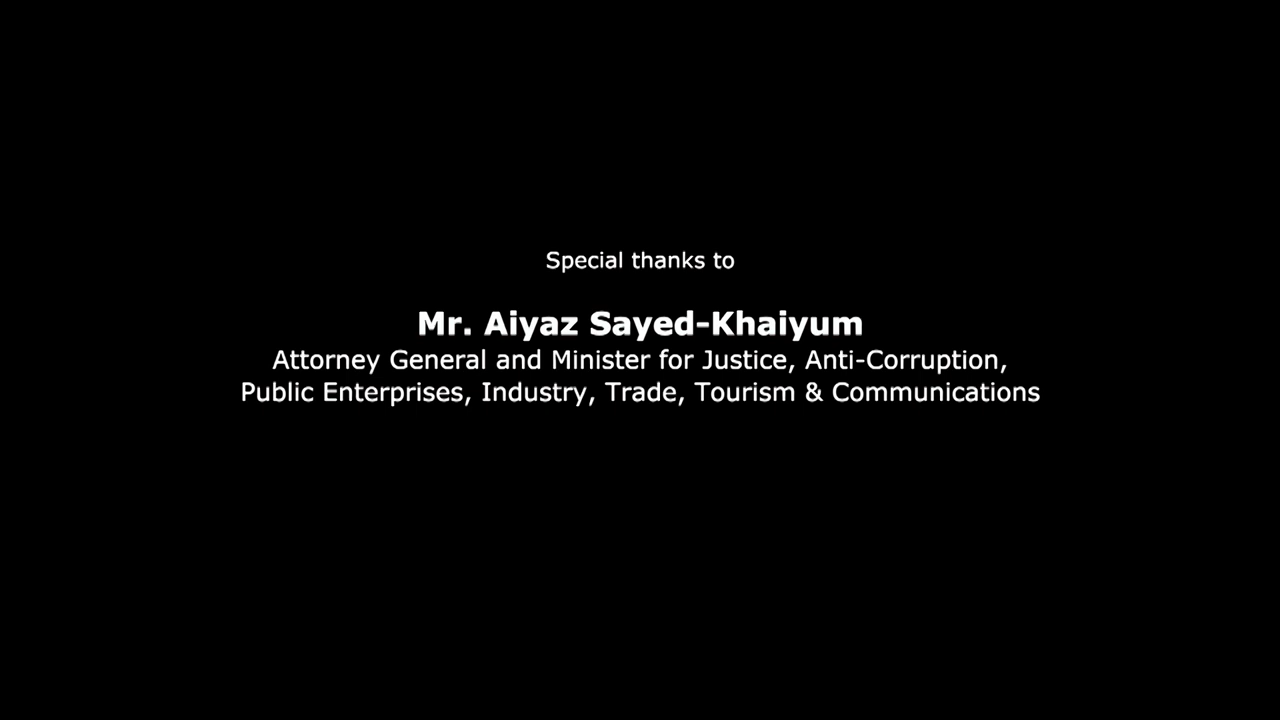 Special thanks to
Mr. Aiyaz Sayed-Khaiyum
Attorney General and Minister for Justice, Anti-Corruption,
Public Enterprises, Industry, Trade, Tourism & Communications